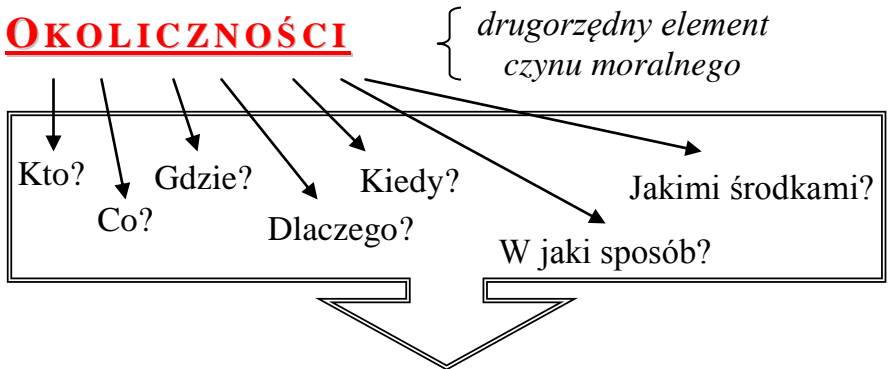 OKOLICZNOŚCI
drugorzędny element
czynu moralnego
Kto?
Co?
Gdzie?
Dlaczego?
Kiedy?
W jaki sposób?
Jakimi środkami?